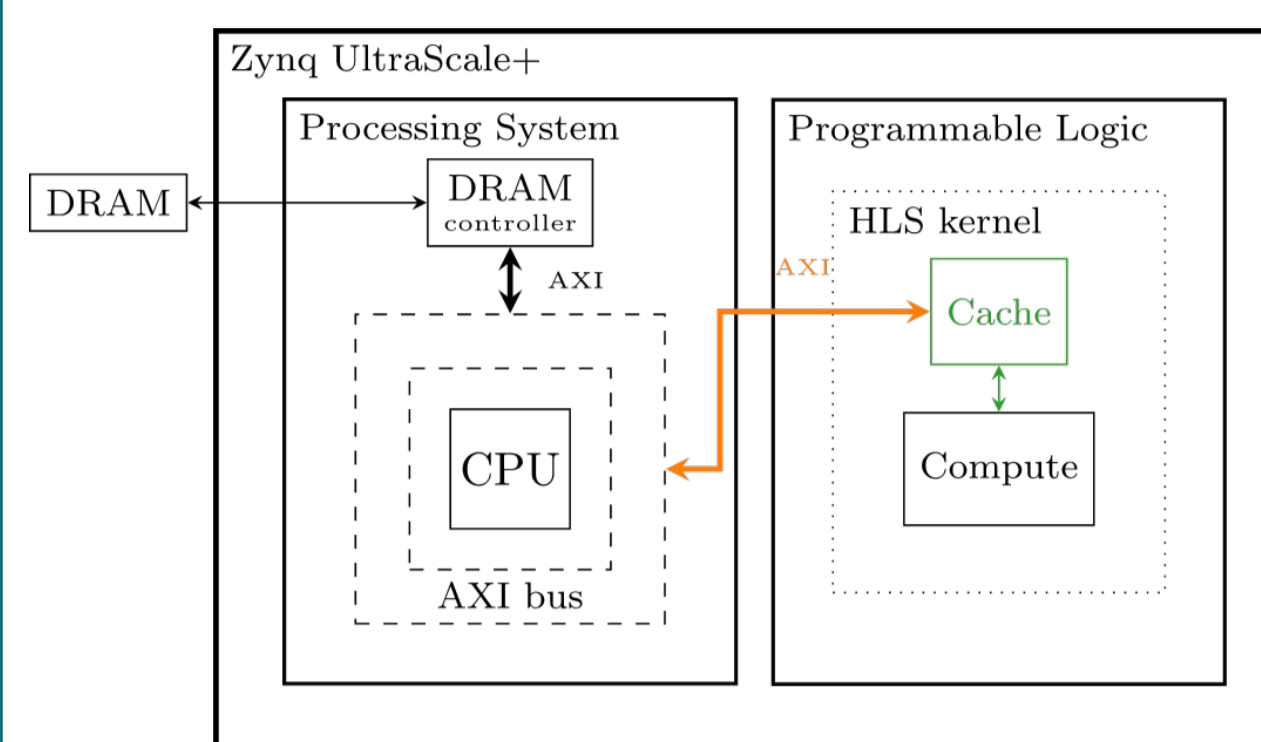 Zynq UltraScale+
Processing System
Programmable Logic
DRAM
DRAM
controller
HLS kernel
AXI
AXI
Cache
CPU
Compute
AXI bus